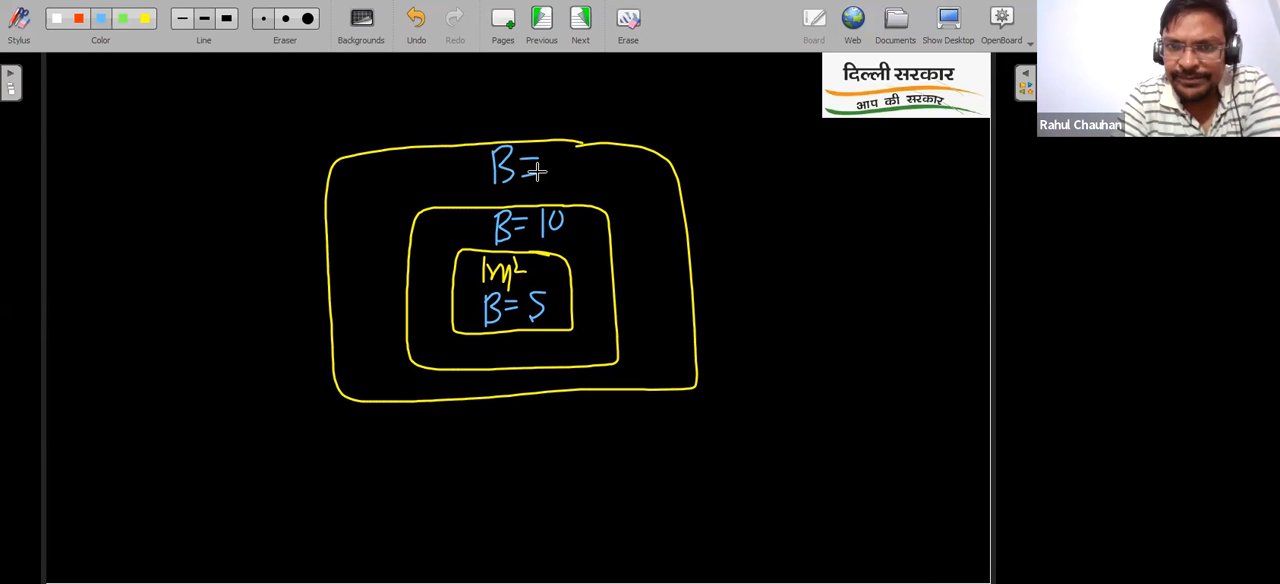 Stylus
Color
Line
Eraser
Backgrounds
Undo
Redo
Pages
Previous
Next
Erase
Board
Web
Documents
Show Desktop
OpenBoard
दिल्ली सरकार
आप की सरकार
Rahul Chauhan
B=
B= 10
1m²
B= 5